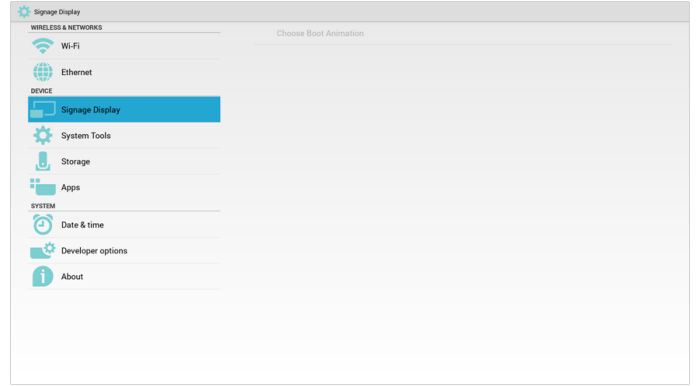 Signage Display
WIRELESS & NETWORKS
Wi-Fi
Ethernet
DEVICE
Signage Display
System Tools
Storage
Apps
SYSTEM
Date & time
Developer options
About
Choose Boot Animation